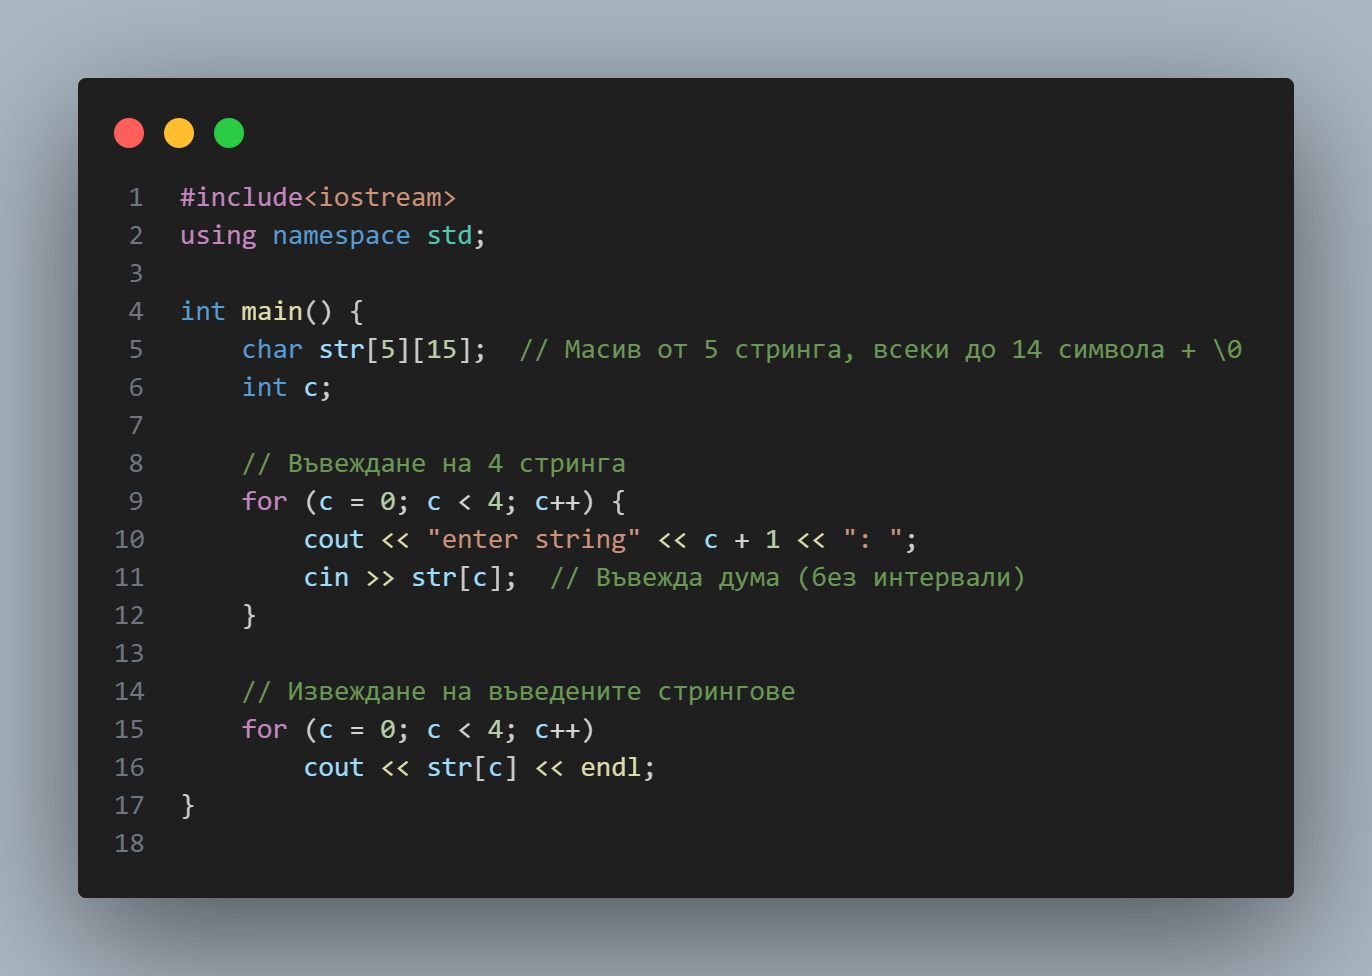 1 #include<iostream>
2 using namespace std;
3
4 int main() {
5     char str[5][15];  // Масив от 5 стринга, всеки до 14 символа + \0
6     int c;
7
8     // Въвеждане на 4 стринга
9     for (c = 0; c < 4; c++) {
10         cout << "enter string" << c + 1 << ": ";
11         cin >> str[c];  // Въвежда дума (без интервали)
12     }
13
14     // Извеждане на въведените стрингове
15     for (c = 0; c < 4; c++)
16         cout << str[c] << endl;
17 }
18